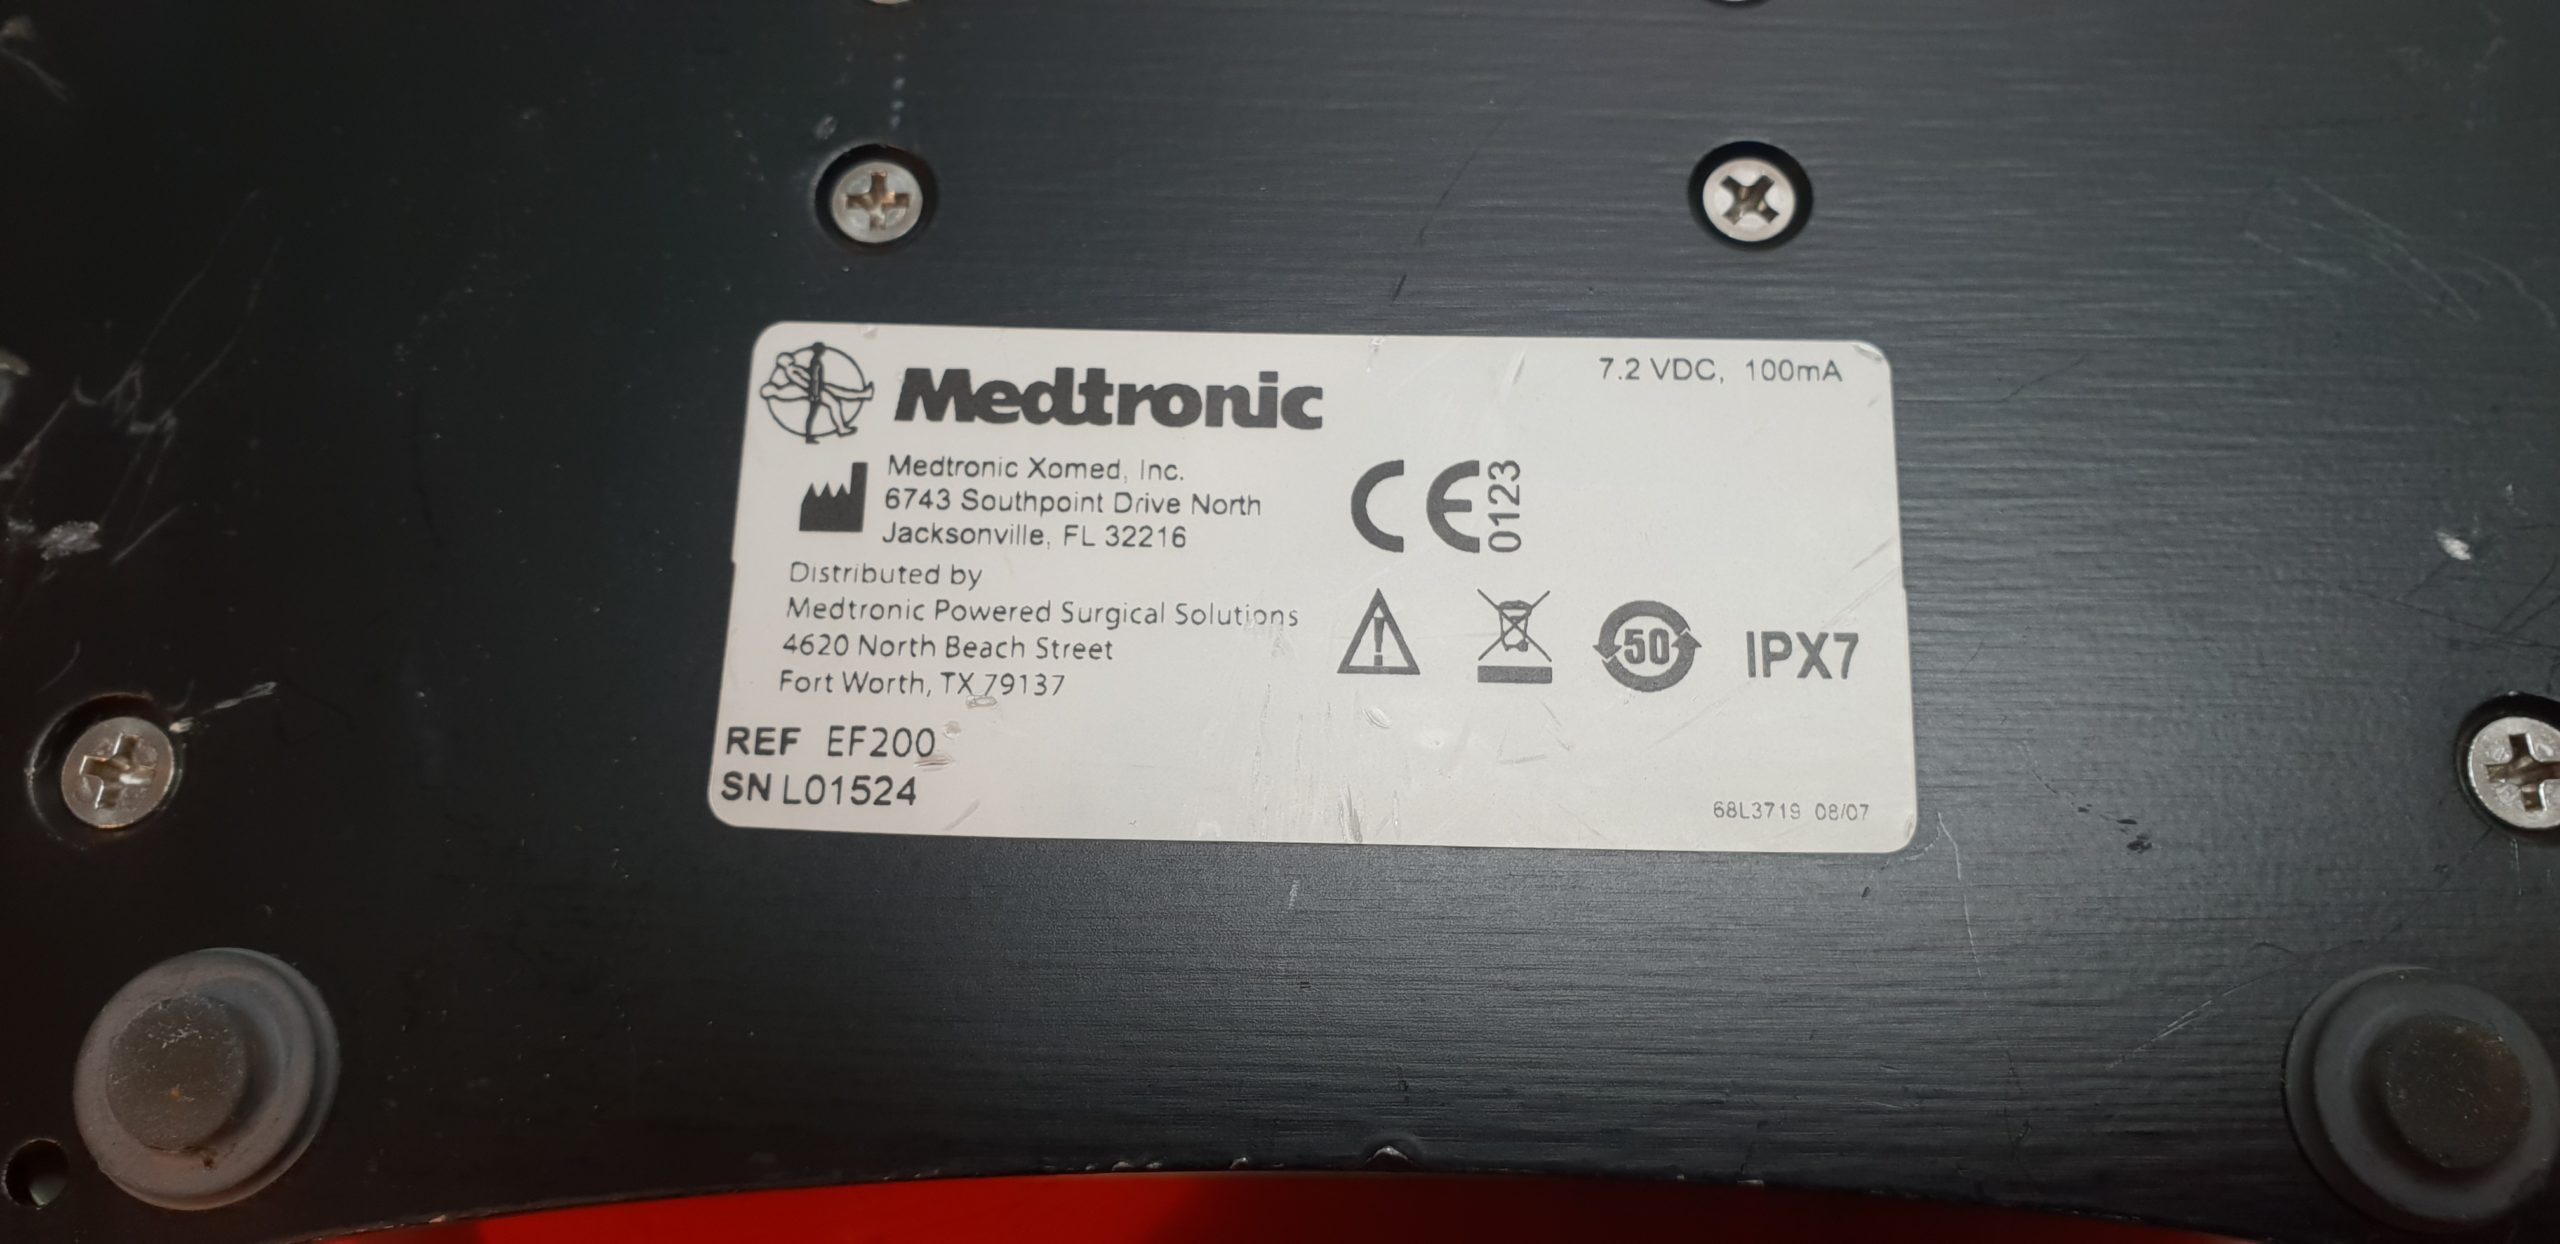 Medtronic
7.2 VDC, 100mA
Medtronic Xomed, Inc.
6743 Southpoint Drive North
Jacksonville, FL 32216
CE 0123
Distributed by
Medtronic Powered Surgical Solutions
4620 North Beach Street
Fort Worth, TX 79137
50
IPX7
REF EF200
SN L01524
68L3719 08/07